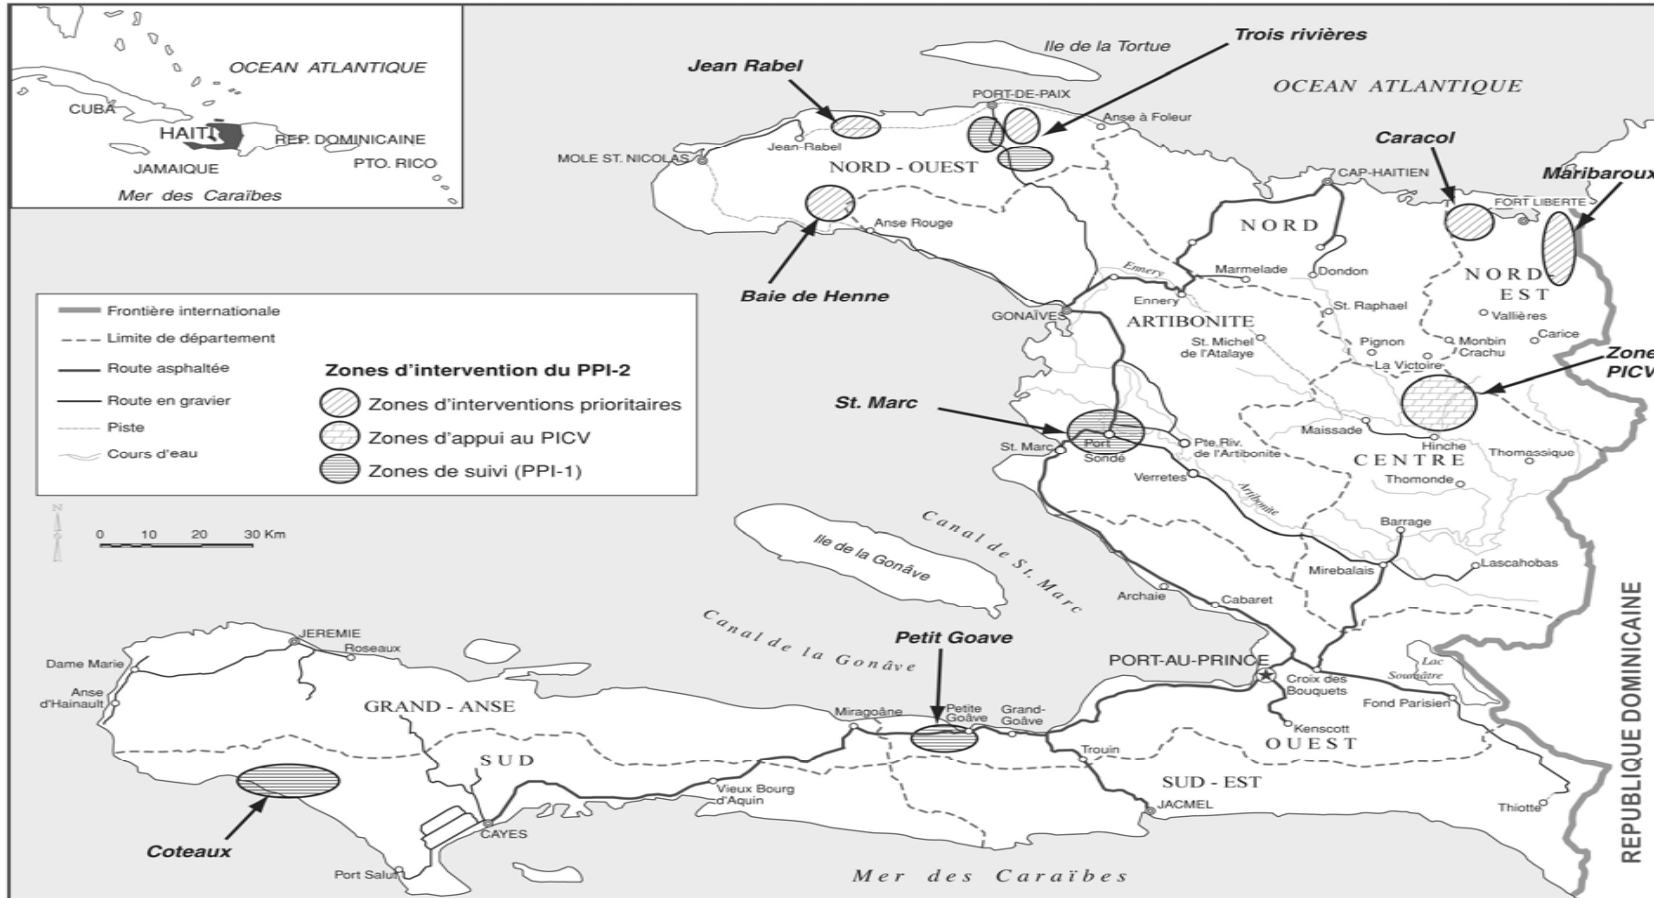 OCEAN ATLANTIQUE
CUBA
HAITI
REP. DOMINICAINE
JAMAIQUE
PTO. RICO
Mer des Caraïbes
Trois rivières
Ile de la Tortue
Jean Rabel
OCEAN ATLANTIQUE
PORT-DE-PAIX
Anse à Foleur
Caracol
Jean-Rabel
MOLE ST. NICOLAS
NORD - OUEST
CAP-HAITIEN
Maribaroux
FORT LIBERTE
Anse Rouge
NORD
Baie de Henne
Ennery
Marmelade
Dondon
NORD-
EST
Ennery
St. Raphael
GONAÏVES
ARTIBONITE
Vallières
St. Michel
de l'Atalaye
Pignon
Monbin
Crachu
Carice
La Victoire
Zone
PICV
Frontière internationale
Limite de département
Route asphaltée
Route en gravier
Piste
Cours d'eau
Zones d'intervention du PPI-2
Zones d'interventions prioritaires
Zones d'appui au PICV
Zones de suivi (PPI-1)
St. Marc
St. Marc
Port
Sondé
Pte. Riv.
de l'Artibonite
Maissade
Hinche
Verretes
CENTRE
Thomassique
Thomonde
Artibonite
N
0 10 20 30 Km
Canal de St. Marc
Ile de la Gonâve
Barrage
Mirebalais
Lascahobas
Archaie
Cabaret
Canal de la Gonâve
REPUBLIQUE DOMINICAINE
JEREMIE
Roseaux
Dame Marie
Anse
d'Hainault
Petit Goave
PORT-AU-PRINCE
Croix des
Bouquets
Lac
Soumâtre
Fond Parisien
GRAND - ANSE
Miragoâne
Petite
Goâve
Grand-
Goâve
Kenscott
OUEST
SUD
Trouin
Vieux Bourg
d'Aquin
SUD - EST
JACMEL
Thiotte
CAYES
Coteaux
Port Salut
Mer des Caraïbes